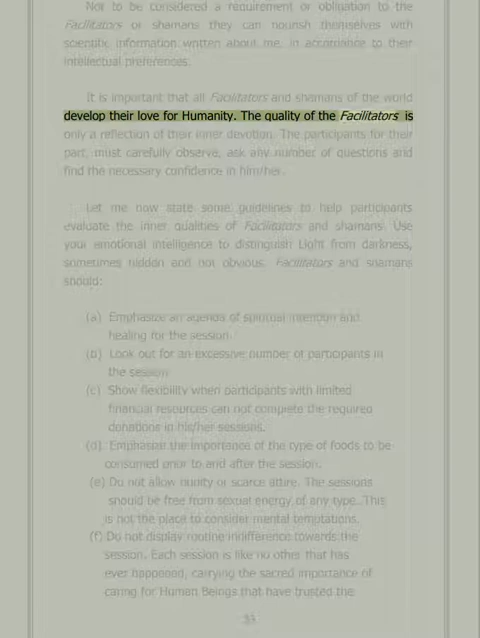 Not to be considered a requirement or obligation to the
Facilitators or shamans they can nourish themselves with
scientific information written about me, in accordance to their
intellectual preferences.
It is important that all Facilitators and shamans of the world
develop their love for Humanity. The quality of the Facilitators is
only a reflection of their inner devotion. The participants for their
part, must carefully observe, ask any number of questions and
find the necessary confidence in him/her.
Let me now state some guidelines to help participants
evaluate the inner qualities of Facilitators and shamans. Use
your emotional intelligence to distinguish Light from darkness,
sometimes hidden and not obvious. Facilitators and shamans
should:
(a) Emphasize an agenda of spiritual intention and
healing for the session.
(b) Look out for an excessive number of participants in
the session.
(c) Show flexibility when participants with limited
financial resources can not complete the required
donations in his/her sessions.
(d) Emphasize the importance of the type of foods to be
consumed prior to and after the session.
(e) Do not allow nudity or scarce attire. The sessions
should be free from sexual energy of any type. This
is not the place to consider mental temptations.
(f) Do not display routine indifference towards the
session. Each session is like no other that has
ever happened, carrying the sacred importance of
caring for Human Beings that have trusted the